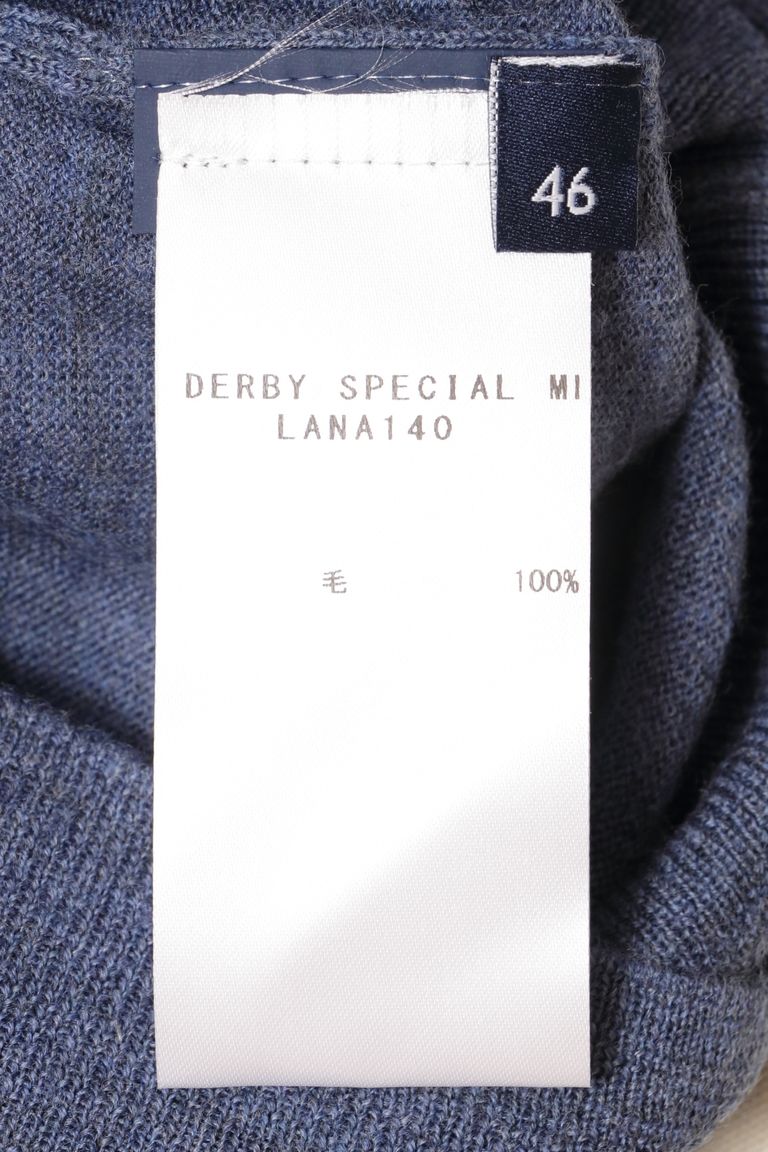 46
DERBY SPECIAL MI
LANA140
毛 100%